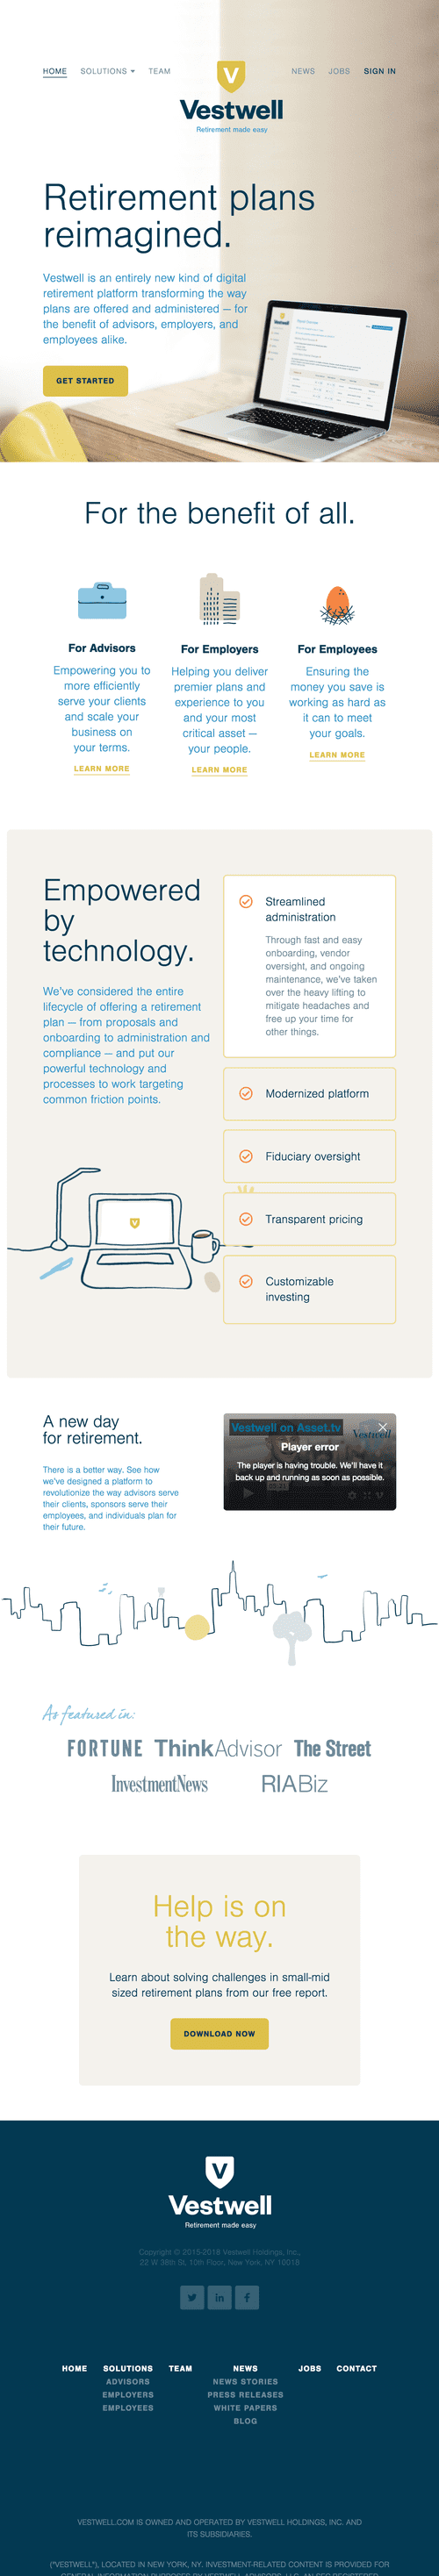 HOME SOLUTIONS TEAM NEWS JOBS SIGN IN
V
Vestwell
Retirement made easy
Retirement plans
reimagined.
Vestwell is an entirely new kind of digital
retirement platform transforming the way
plans are offered and administered — for
the benefit of advisors, employers, and
employees alike.
GET STARTED
For the benefit of all.
For Advisors
Empowering you to
more efficiently
serve your clients
and scale your
business on
your terms.
LEARN MORE
For Employers
Helping you deliver
premier plans and
experience to you
and your most
critical asset —
your people.
LEARN MORE
For Employees
Ensuring the
money you save is
working as hard as
it can to meet
your goals.
LEARN MORE
Empowered
by
technology.
We've considered the entire
lifecycle of offering a retirement
plan — from proposals and
onboarding to administration and
compliance — and put our
powerful technology and
processes to work targeting
common friction points.
Streamlined
administration
Through fast and easy
onboarding, vendor
oversight, and ongoing
maintenance, we've taken
over the heavy lifting to
mitigate headaches and
free up your time for
other things.
Modernized platform
Fiduciary oversight
Transparent pricing
Customizable
investing
A new day
for retirement.
There is a better way. See how
we've designed a platform to
revolutionize the way advisors serve
their clients, sponsors serve their
employees, and individuals plan for
their future.
Vestwell on Asset.tv
Vestwell
Player error
The player is having trouble. We'll have it
back up and running as soon as possible.
As featured in:
FORTUNE ThinkAdvisor The Street
InvestmentNews RIABiz
Help is on
the way.
Learn about solving challenges in small-mid
sized retirement plans from our free report.
DOWNLOAD NOW
V
Vestwell
Retirement made easy
Copyright © 2015-2018 Vestwell Holdings, Inc.,
22 W 38th St, 10th Floor, New York, NY 10018
HOME SOLUTIONS TEAM NEWS JOBS CONTACT
ADVISORS NEWS STORIES
EMPLOYERS PRESS RELEASES
EMPLOYEES WHITE PAPERS
BLOG
VESTWELL.COM IS OWNED AND OPERATED BY VESTWELL HOLDINGS, INC. AND
ITS SUBSIDIARIES.
("VESTWELL"), LOCATED IN NEW YORK, NY. INVESTMENT-RELATED CONTENT IS PROVIDED FOR